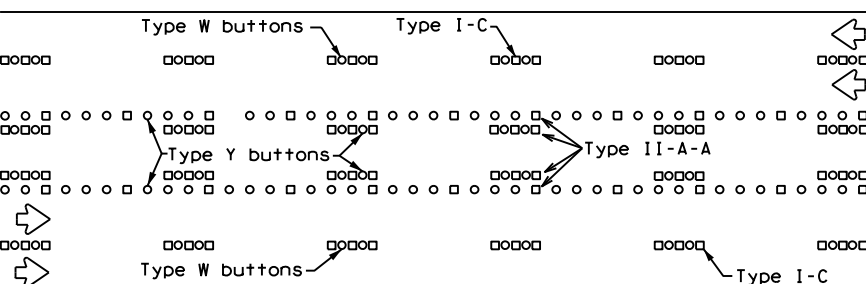 Type W buttons
Type I-C
Type Y buttons
Type II-A-A
Type W buttons
Type I-C